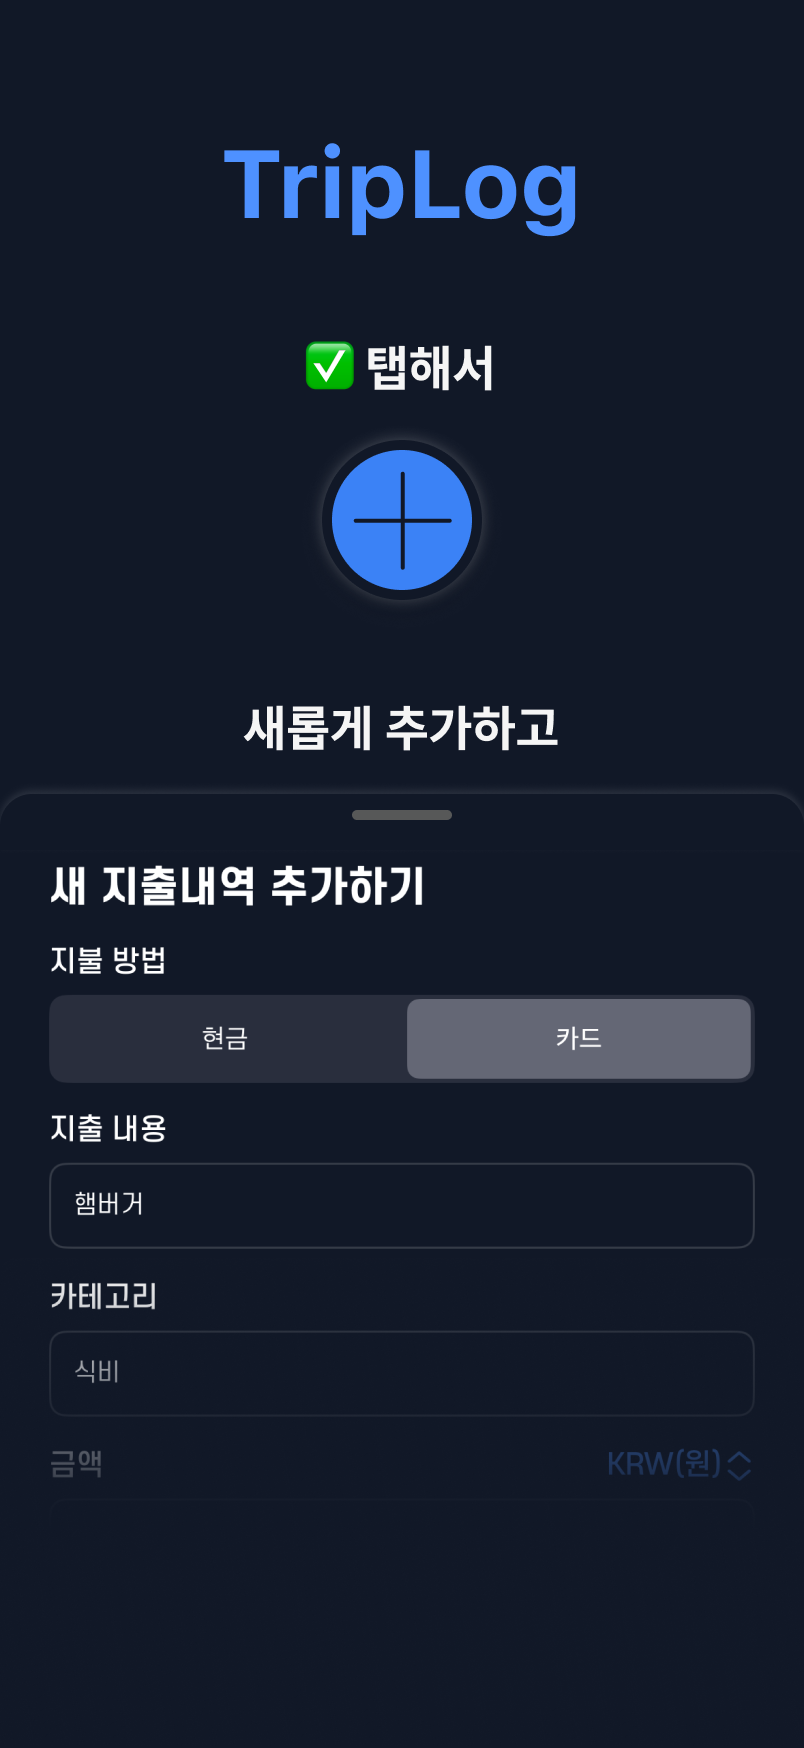 TripLog
✅ 탭해서
새롭게 추가하고
새 지출내역 추가하기
지불 방법
현금
카드
지출 내용
햄버거
카테고리
식비
금액
KRW(원)